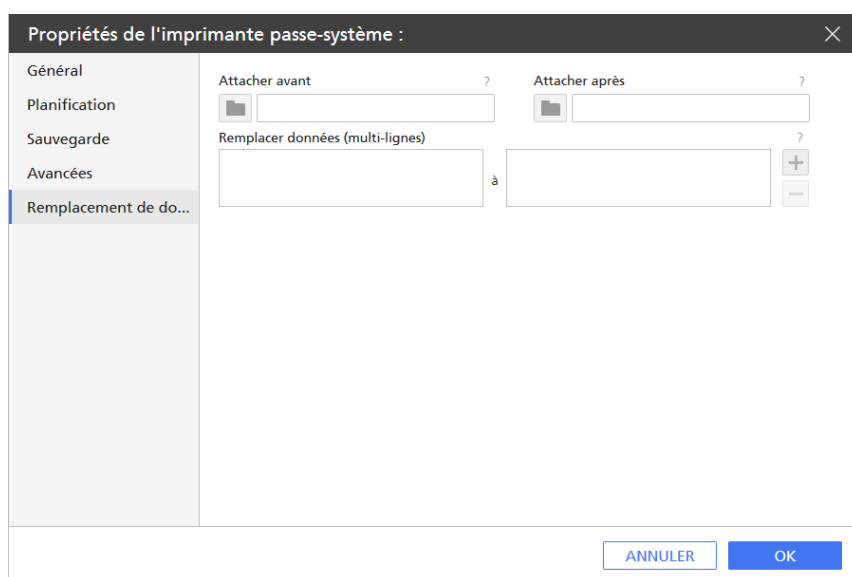 Propriétés de l'imprimante passe-système :
Général
Planification
Sauvegarde
Avancées
Remplacement de do...
Attacher avant ?
Attacher après ?
Remplacer données (multi-lignes) ?
à
ANNULER
OK